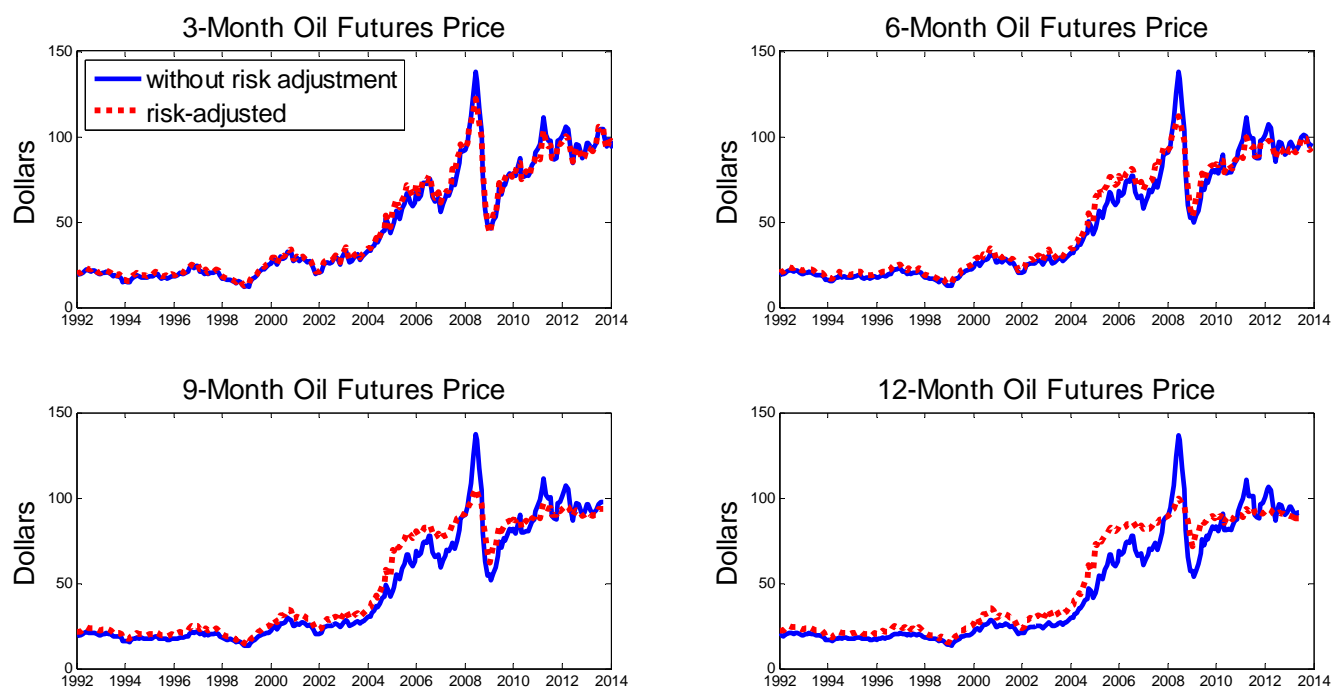 3-Month Oil Futures Price
150
100
50
0
Dollars
without risk adjustment
risk-adjusted
1992 1994 1996 1998 2000 2002 2004 2006 2008 2010 2012 2014
6-Month Oil Futures Price
150
100
50
0
Dollars
1992 1994 1996 1998 2000 2002 2004 2006 2008 2010 2012 2014
9-Month Oil Futures Price
150
100
50
0
Dollars
1992 1994 1996 1998 2000 2002 2004 2006 2008 2010 2012 2014
12-Month Oil Futures Price
150
100
50
0
Dollars
1992 1994 1996 1998 2000 2002 2004 2006 2008 2010 2012 2014